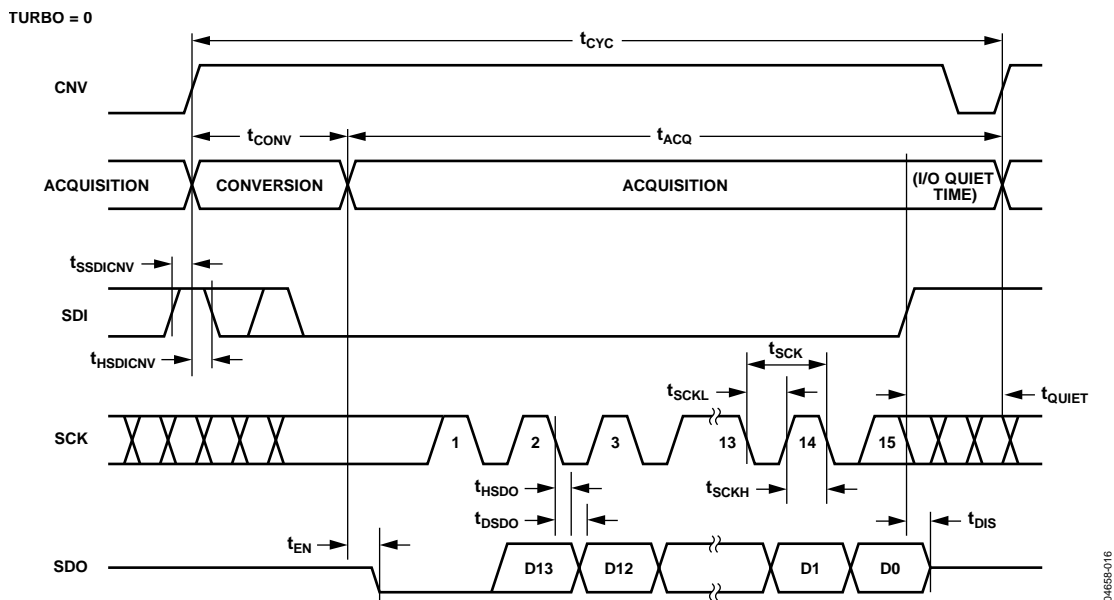 TURBO = 0
tCYC
CNV
tCONV
tACQ
ACQUISITION
CONVERSION
ACQUISITION
(I/O QUIET
TIME)
tSSDICNV
SDI
tHSDICNV
tSCK
tSCKL
tQUIET
SCK
1
2
3
13
14
15
tHSDO
tSCKH
tDSDO
tDIS
tEN
SDO
D13
D12
D1
D0
04658-016